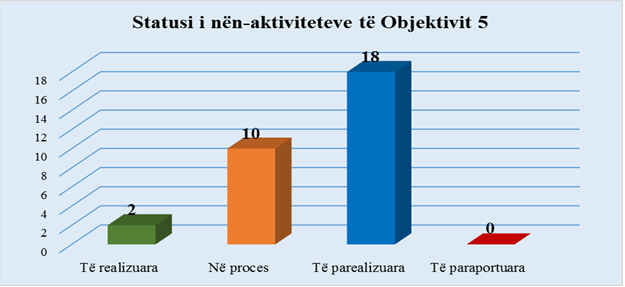 Statusi i nën-aktiviteteve të Objektivit 5
18
16
14
12
10
8
6
4
2
0
2
10
18
0
Të realizuara
Në proces
Të parealizuara
Të paraportuara